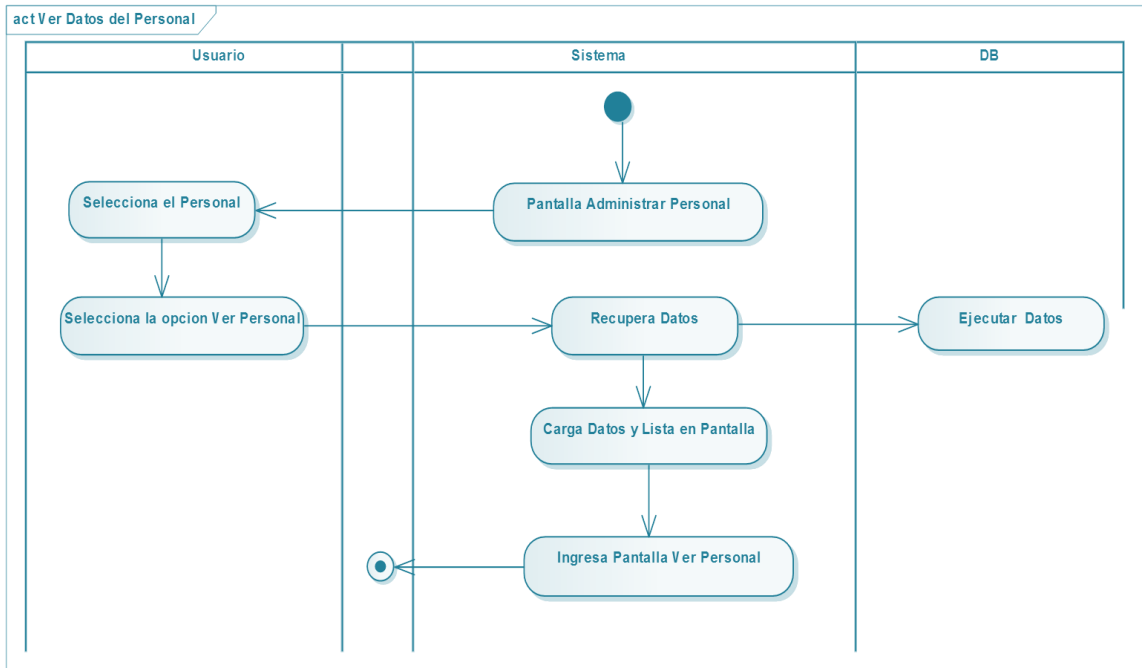 act Ver Datos del Personal
Usuario
Sistema
DB
Selecciona el Personal
Pantalla Administrar Personal
Selecciona la opcion Ver Personal
Recupera Datos
Ejecutar Datos
Carga Datos y Lista en Pantalla
Ingresa Pantalla Ver Personal